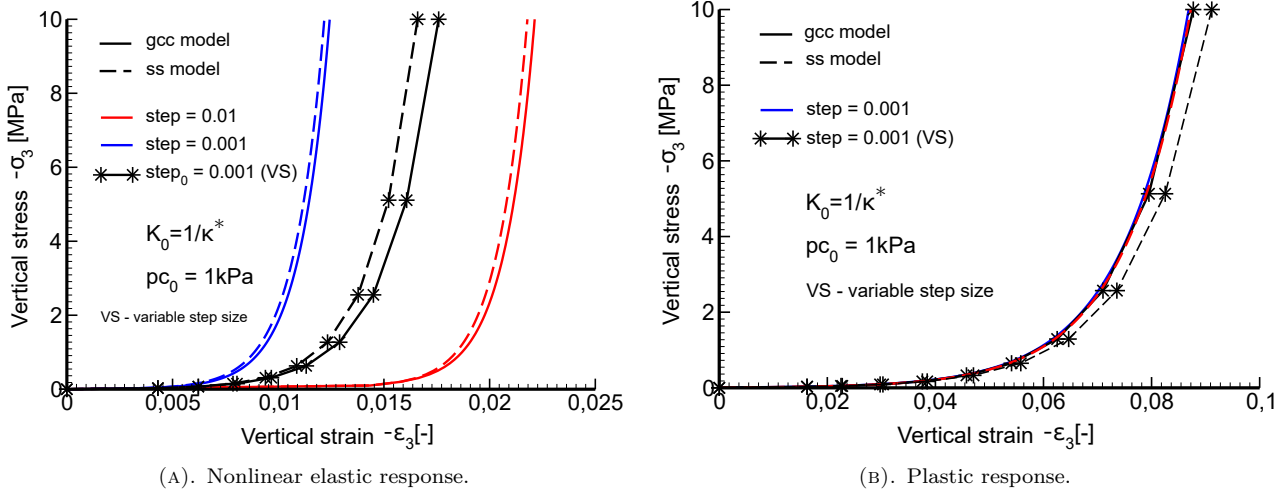 10
8
6
4
2
0
Vertical stress -σ₃ [MPa]
gcc model
ss model
step = 0.01
step = 0.001
step₀ = 0.001 (VS)
K₀=1/κ*
pc₀ = 1kPa
VS - variable step size
0 0,005 0,01 0,015 0,02 0,025
Vertical strain -ε₃[-]
(A). Nonlinear elastic response.
10
8
6
4
2
0
Vertical stress -σ₃ [MPa]
gcc model
ss model
step = 0.001
step = 0.001 (VS)
K₀=1/κ*
pc₀ = 1kPa
VS - variable step size
0 0,02 0,04 0,06 0,08 0,1
Vertical strain -ε₃[-]
(B). Plastic response.